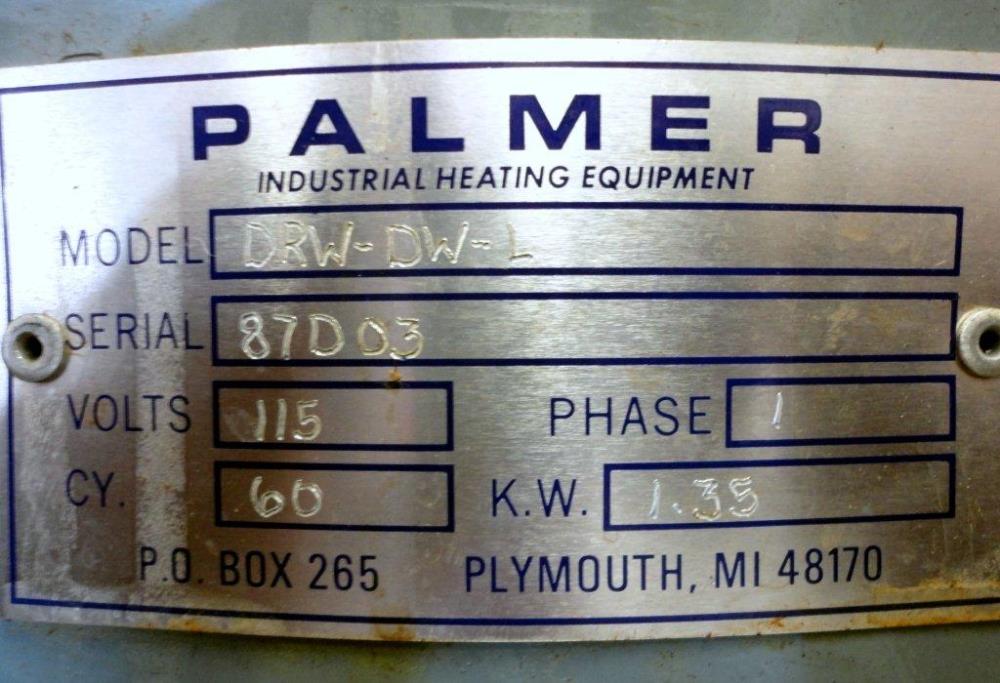 PALMER
INDUSTRIAL HEATING EQUIPMENT
MODEL DRW-DW-L
SERIAL 87D03
VOLTS 115 PHASE 1
CY. 60 K.W. 1.35
P.O. BOX 265 PLYMOUTH, MI 48170